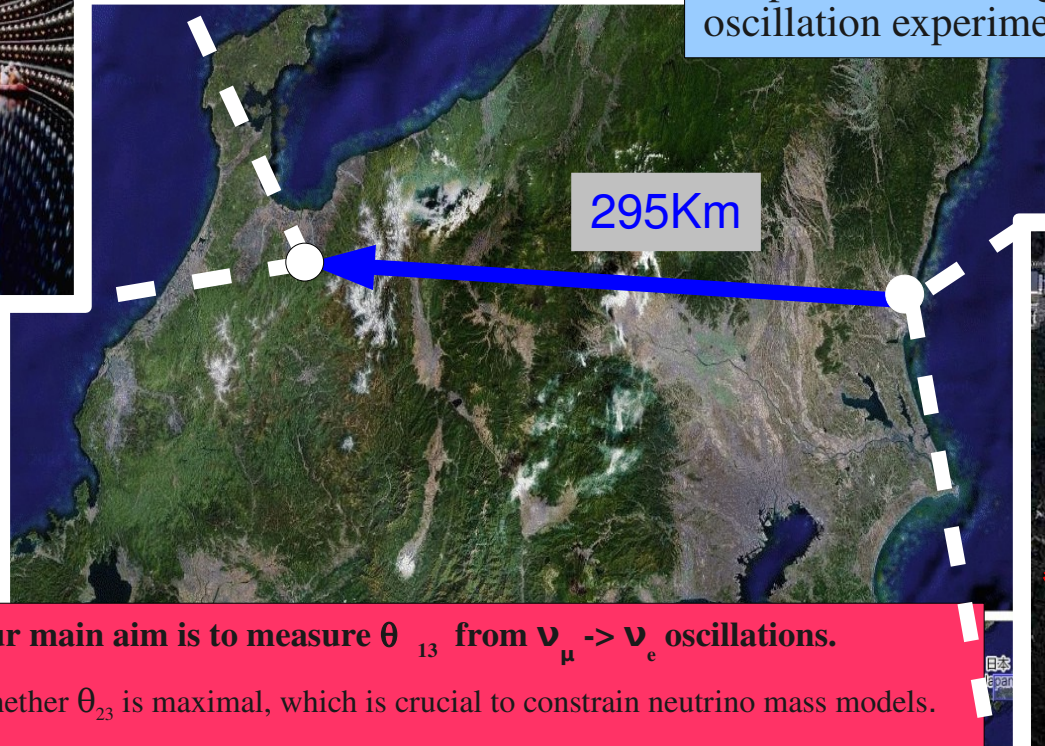 oscillation experime
295Km
ur main aim is to measure θ₁₃ from νμ -> νe oscillations.
hether θ₂₃ is maximal, which is crucial to constrain neutrino mass models.
日本
Japan